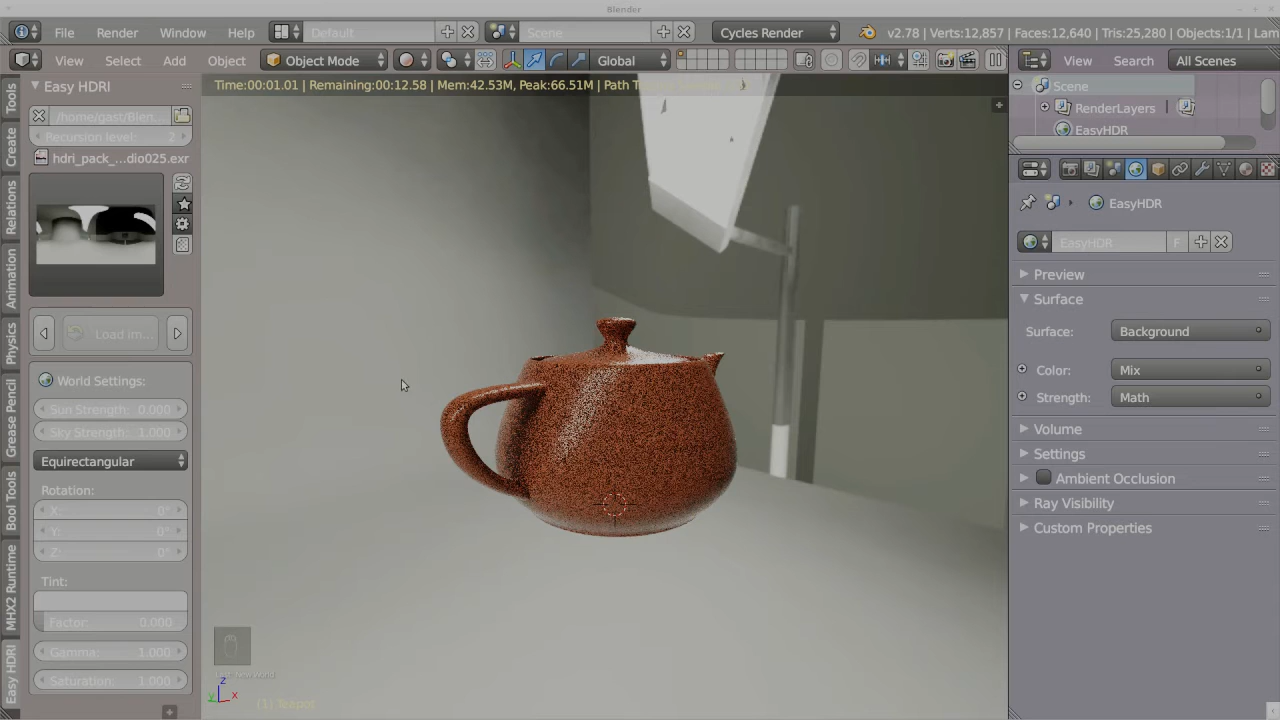 Blender
File Render Window Help Default Scene Cycles Render v2.78 | Verts:12,857 | Faces:12,640 | Tris:25,280 | Objects:1/1 | Lam
View Select Add Object Object Mode Global View Search All Scenes
Time:00:01.01 | Remaining:00:12.58 | Mem:42.53M, Peak:66.51M | Path
Tools
Create
Relations
Animation
Physics
Grease Pencil
Bool Tools
MHX2 Runtime
Easy HDRI
Easy HDRI
/home/gast/Blen...
Recursion level: 2
hdri_pack_...dio025.exr
Load im...
World Settings:
Sun Strength: 0.000
Sky Strength: 1.000
Equirectangular
Rotation:
X: 0°
Y: 0°
Z: 0°
Tint:
Factor: 0.000
Gamma: 1.000
Saturation: 1.000
z
y x
(1) Teapot
Scene
RenderLayers
EasyHDR
EasyHDR
EasyHDR F
Preview
Surface
Surface: Background
Color: Mix
Strength: Math
Volume
Settings
Ambient Occlusion
Ray Visibility
Custom Properties